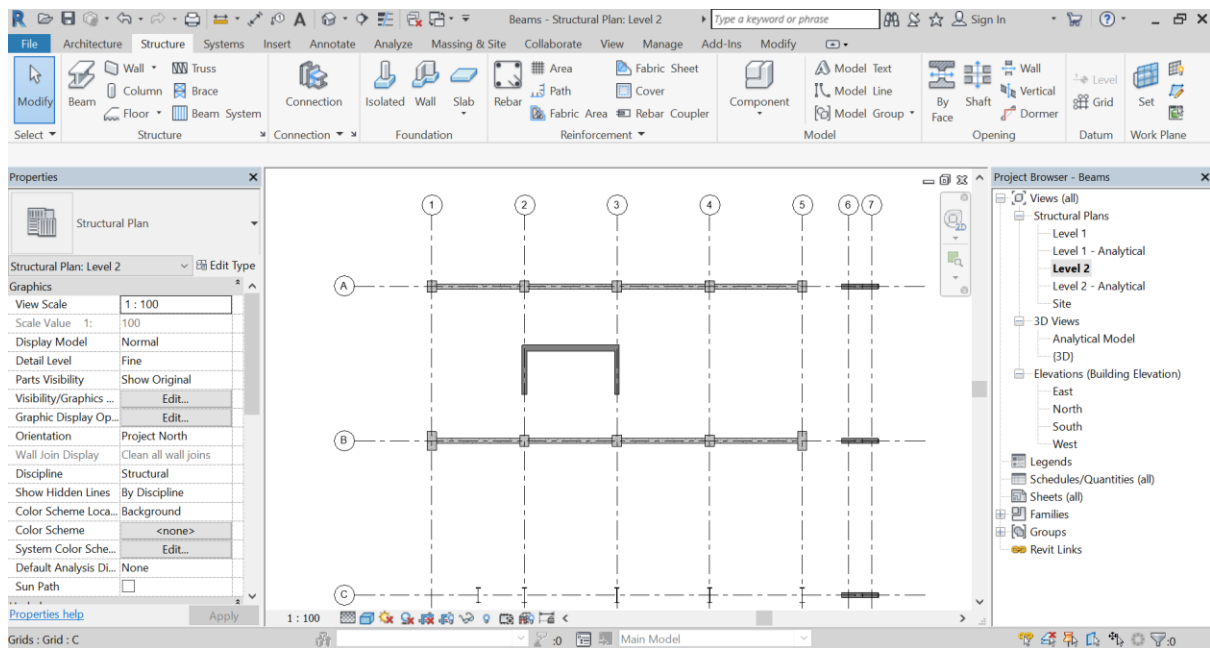 R A Beams - Structural Plan: Level 2 Type a keyword or phrase Sign In ?
File Architecture Structure Systems Insert Annotate Analyze Massing & Site Collaborate View Manage Add-Ins Modify
Wall Truss Area Fabric Sheet Model Text Wall Level
Column Brace Path Cover Model Line Vertical Grid
Floor Beam System Fabric Area Rebar Coupler Model Group Dormer
Modify Beam Connection Isolated Wall Slab Rebar Component By Face Shaft Set
Select Structure Connection Foundation Reinforcement Model Opening Datum Work Plane
Properties
Structural Plan
Structural Plan: Level 2 Edit Type
Graphics
View Scale 1 : 100
Scale Value 1: 100
Display Model Normal
Detail Level Fine
Parts Visibility Show Original
Visibility/Graphics ... Edit...
Graphic Display Op... Edit...
Orientation Project North
Wall Join Display Clean all wall joins
Discipline Structural
Show Hidden Lines By Discipline
Color Scheme Loca... Background
Color Scheme <none>
System Color Sche... Edit...
Default Analysis Di... None
Sun Path
Properties help Apply
1 2 3 4 5 6 7
A
B
C
2D
1 : 100
Project Browser - Beams
Views (all)
Structural Plans
Level 1
Level 1 - Analytical
Level 2
Level 2 - Analytical
Site
3D Views
Analytical Model
{3D}
Elevations (Building Elevation)
East
North
South
West
Legends
Schedules/Quantities (all)
Sheets (all)
Families
Groups
Revit Links
Grids : Grid : C :0 Main Model :0